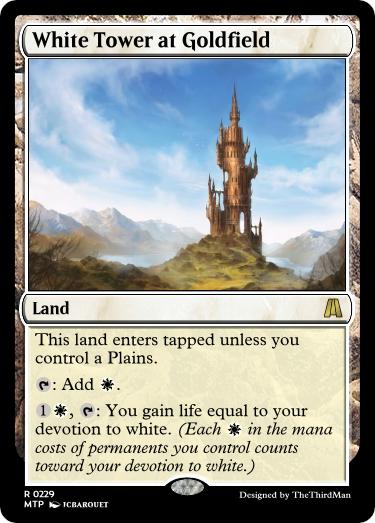 White Tower at Goldfield
Land
This land enters tapped unless you
control a Plains.
: Add .
1 , : You gain life equal to your
devotion to white. (Each in the mana
costs of permanents you control counts
toward your devotion to white.)
R 0229
MTP ICBAROUET
Designed by TheThirdMan